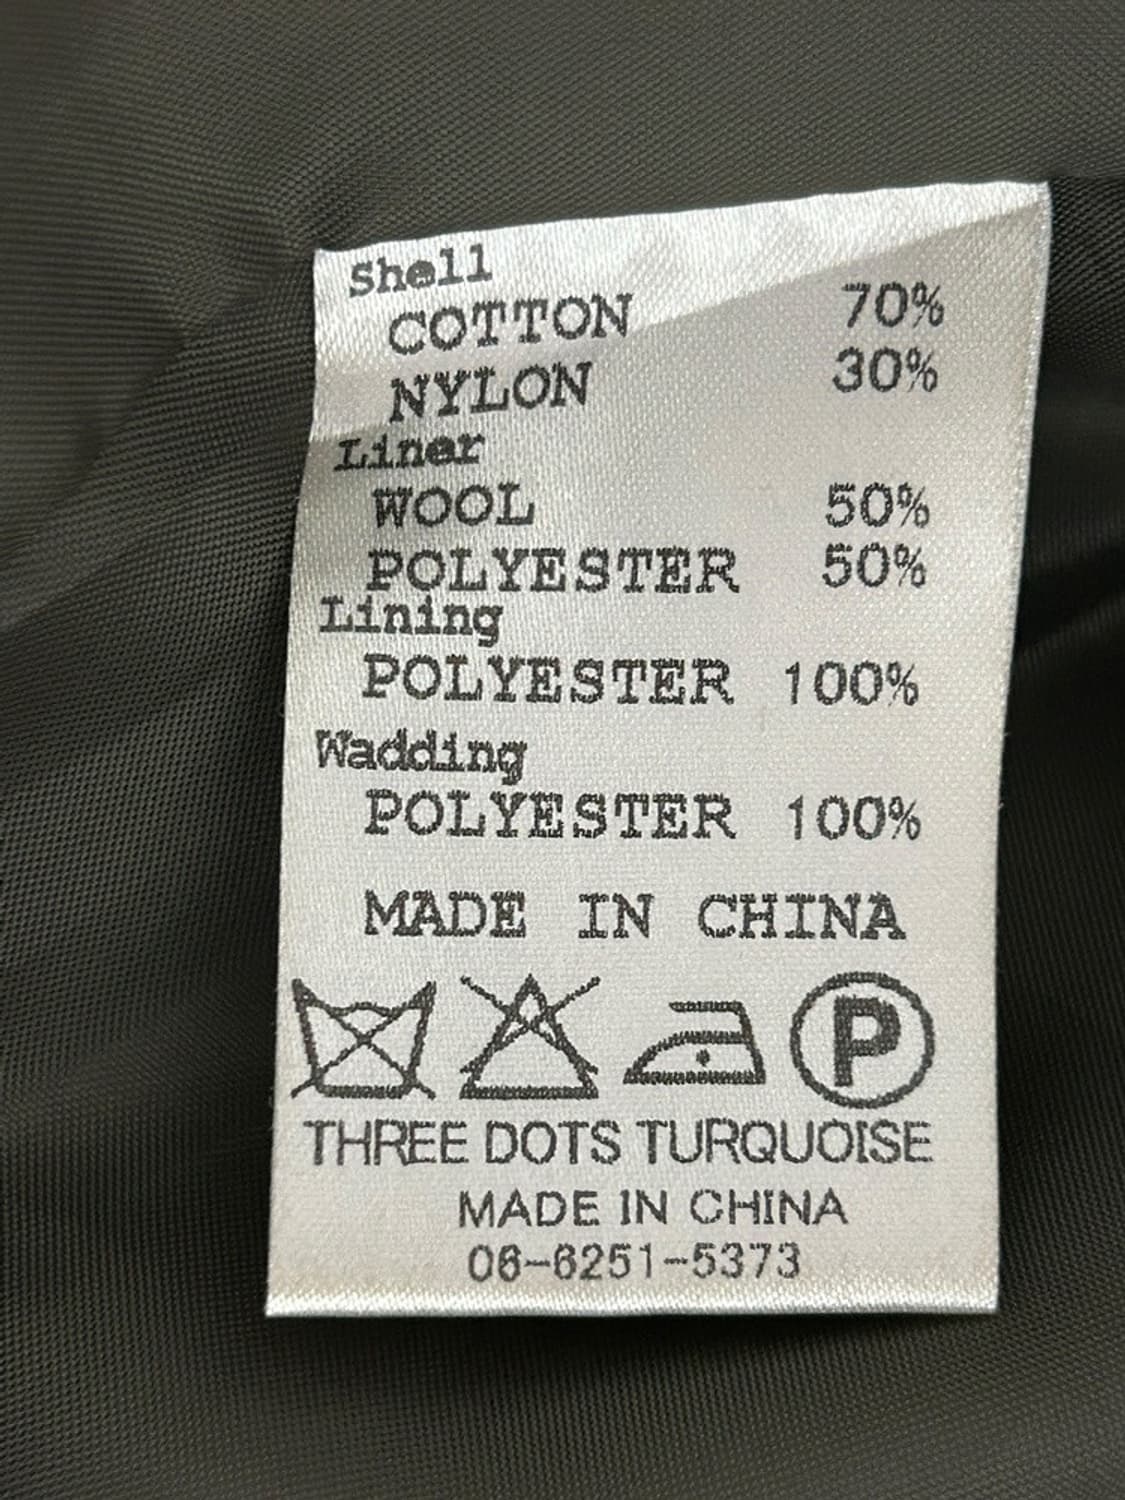 Shell
COTTON 70%
NYLON 30%
Liner
WOOL 50%
POLYESTER 50%
Lining
POLYESTER 100%
Wadding
POLYESTER 100%
MADE IN CHINA
P
THREE DOTS TURQUOISE
MADE IN CHINA
06-6251-5373